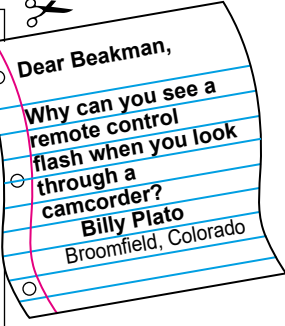 Dear Beakman,
Why can you see a
remote control
flash when you look
through a
camcorder?
Billy Plato
Broomfield, Colorado